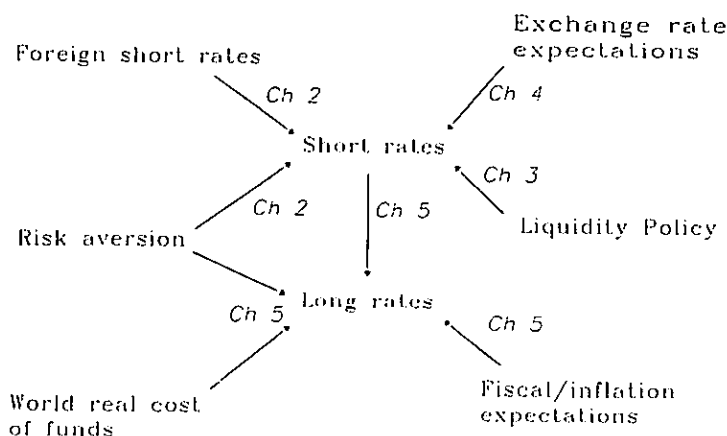 Exchange rate
expectations
Foreign short rates
Ch 2
Ch 4
Short rates
Ch 3
Ch 2
Ch 5
Risk aversion
Liquidity Policy
Long rates
Ch 5
Ch 5
World real cost
of funds
Fiscal/inflation
expectations